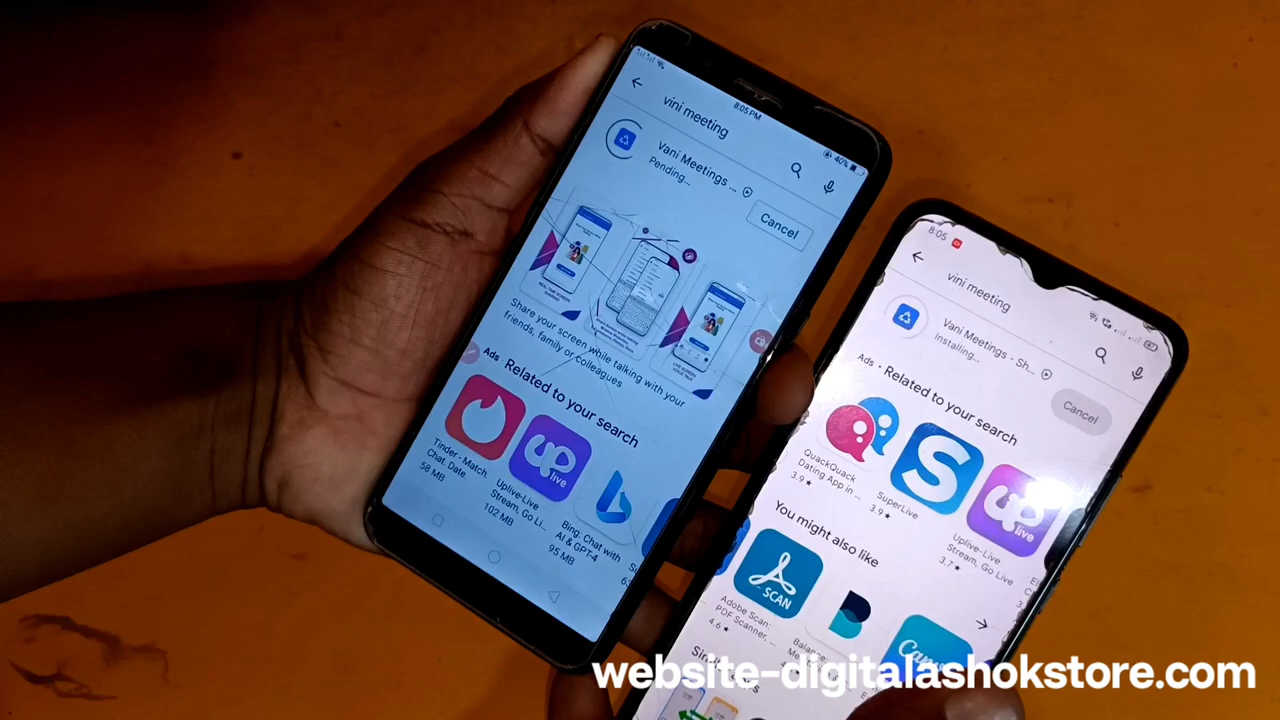 8:05 PM
40%
vini meeting
Vani Meetings ...
Pending...
Cancel
Share your screen while talking with your
friends, family or colleagues
Ads · Related to your search
Tinder - Match
Chat. Date.
58 MB
Uplive-Live
Stream, Go Li...
102 MB
Bing: Chat with
AI & GPT-4
95 MB
8:05
vini meeting
Vani Meetings - Sh...
Installing...
Cancel
Ads · Related to your search
QuackQuack
Dating App in ...
3.9 ★
SuperLive
3.9 ★
up
live
Uplive-Live
Stream, Go Live
3.7 ★
You might also like
SCAN
Adobe Scan:
PDF Scanner,
4.6 ★
website-digitalashokstore.com